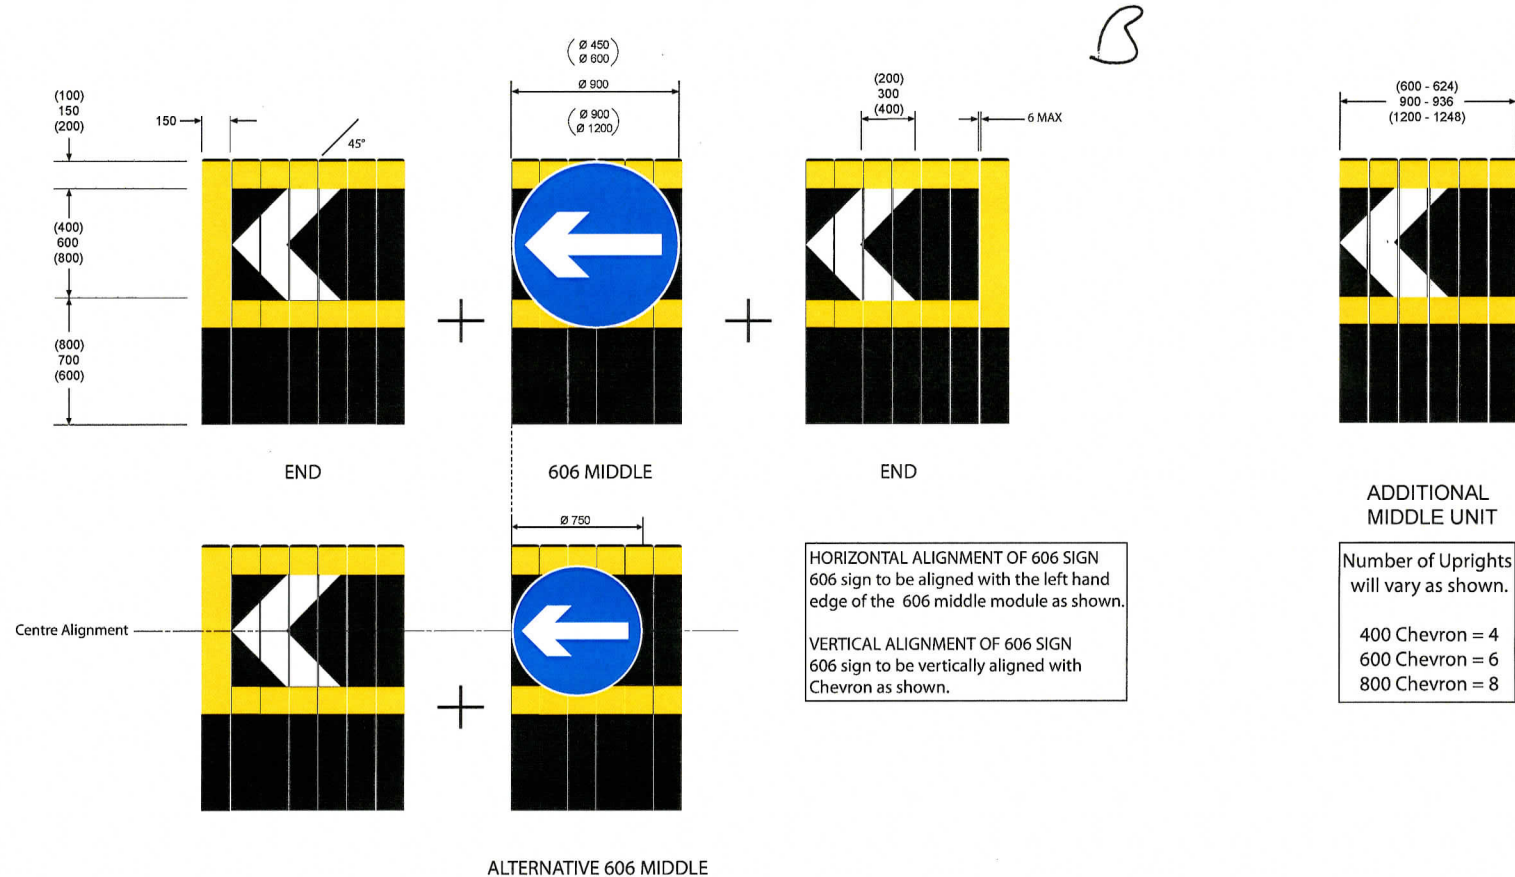 B
(Ø 450
Ø 600)
Ø 900
(Ø 900
Ø 1200)
(100)
150
(200)
150
45°
(200)
300
(400)
6 MAX
(600 - 624)
900 - 936
(1200 - 1248)
(400)
600
(800)
(800)
700
(600)
END
606 MIDDLE
END
ADDITIONAL
MIDDLE UNIT
Ø 750
Centre Alignment
HORIZONTAL ALIGNMENT OF 606 SIGN
606 sign to be aligned with the left hand
edge of the 606 middle module as shown.
VERTICAL ALIGNMENT OF 606 SIGN
606 sign to be vertically aligned with
Chevron as shown.
Number of Uprights
will vary as shown.
400 Chevron = 4
600 Chevron = 6
800 Chevron = 8
ALTERNATIVE 606 MIDDLE